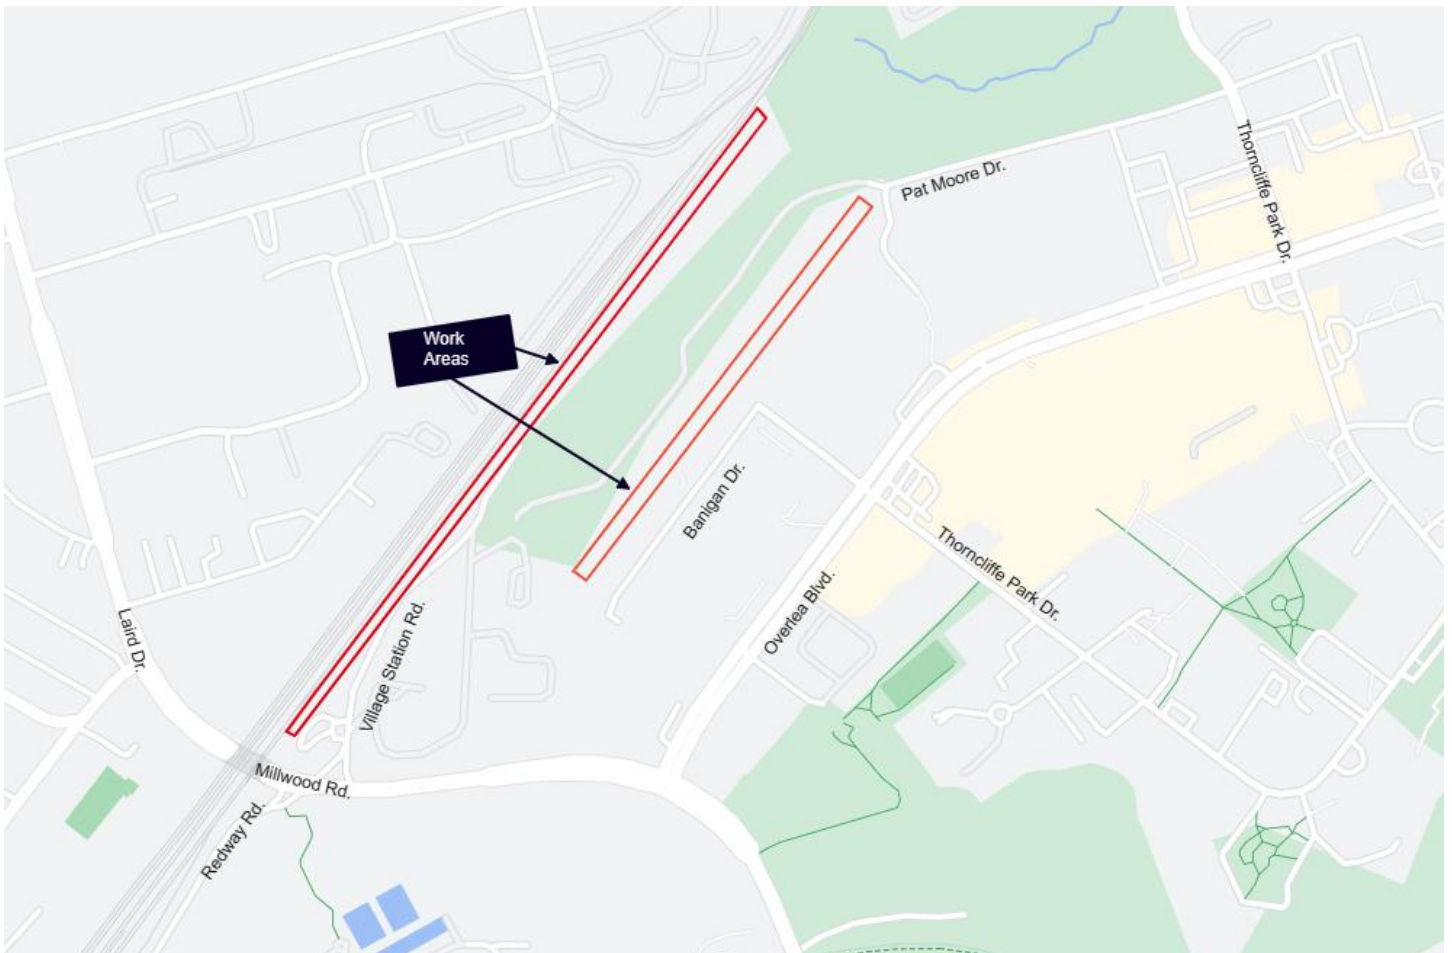 Thorncliffe Park Dr.
Pat Moore Dr.
Work
Areas
Banigan Dr.
Thorncliffe Park Dr.
Overlea Blvd.
Laird Dr.
Village Station Rd.
Millwood Rd.
Redway Rd.